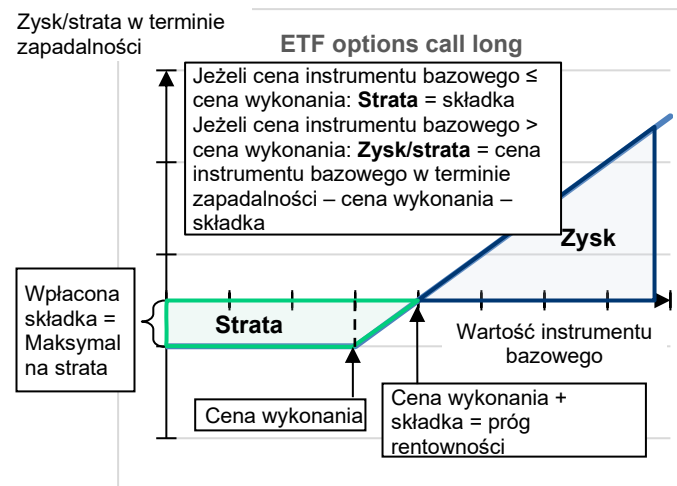 Zysk/strata w terminie
zapadalności
ETF options call long
Jeżeli cena instrumentu bazowego ≤
cena wykonania: Strata = składka
Jeżeli cena instrumentu bazowego >
cena wykonania: Zysk/strata = cena
instrumentu bazowego w terminie
zapadalności – cena wykonania –
składka
Zysk
Wpłacona
składka =
Maksymal
na strata
Strata
Wartość instrumentu
bazowego
Cena wykonania
Cena wykonania +
składka = próg
rentowności